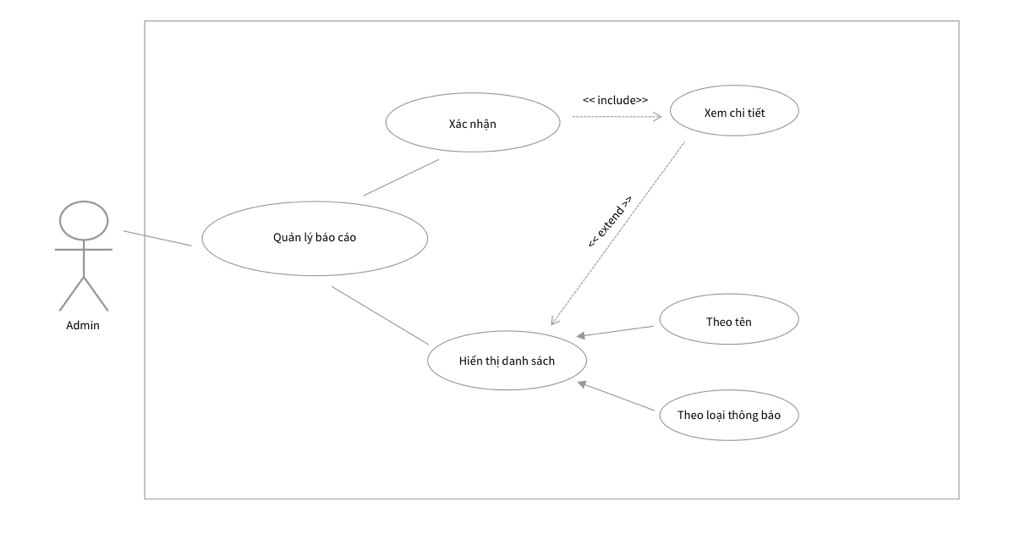 << include>>
Xem chi tiết
Xác nhận
<< extend >>
Quản lý báo cáo
Admin
Theo tên
Hiển thị danh sách
Theo loại thông báo